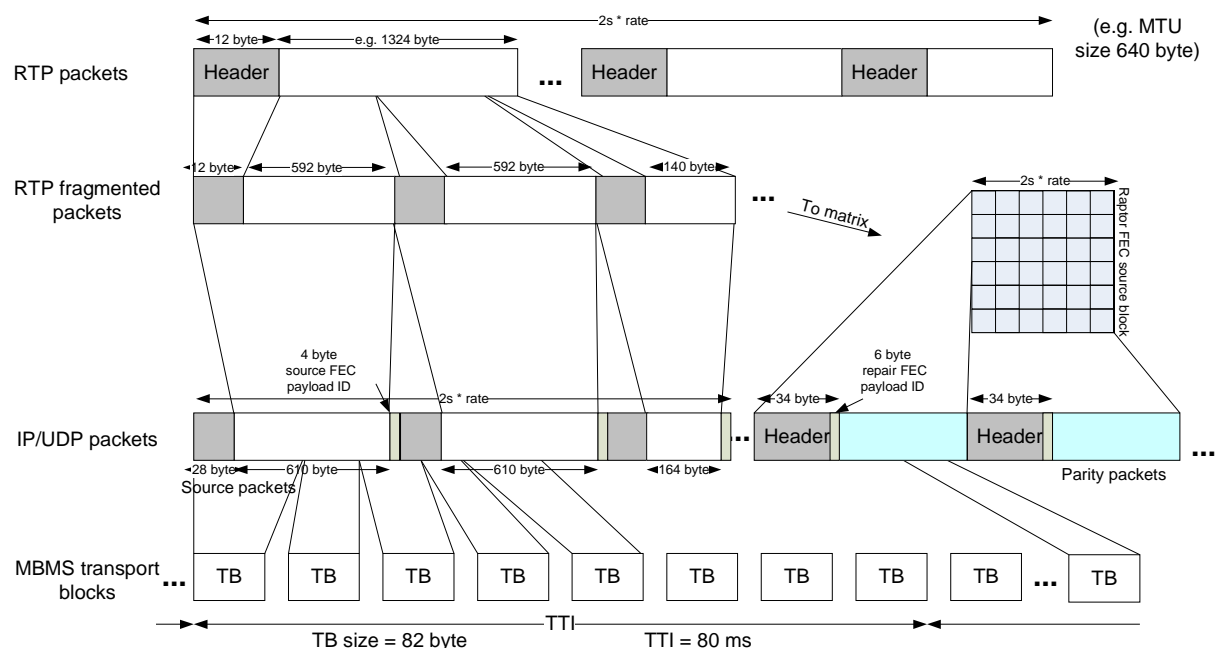 2s * rate
(e.g. MTU
size 640 byte)
12 byte
e.g. 1324 byte
RTP packets
Header
...
Header
Header
12 byte
592 byte
592 byte
140 byte
RTP fragmented
packets
...
To matrix
2s * rate
Raptor FEC source block
4 byte
source FEC
payload ID
6 byte
repair FEC
payload ID
2s * rate
34 byte
34 byte
IP/UDP packets
...
Header
Header
...
28 byte
610 byte
610 byte
164 byte
Source packets
Parity packets
MBMS transport
blocks
...
TB
TB
TB
TB
TB
TB
TB
TB
TB
...
TB
TTI
TB size = 82 byte
TTI = 80 ms